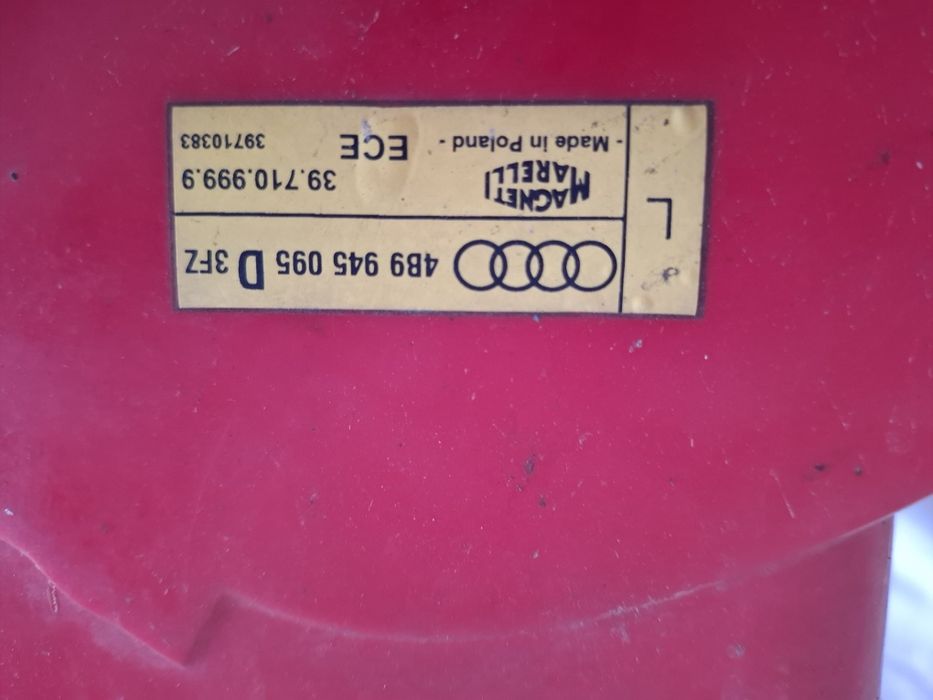 L
4B9 945 095 D 3FZ
MAGNETI MARELLI 39.710.999.9
- Made in Poland - ECE 39710383